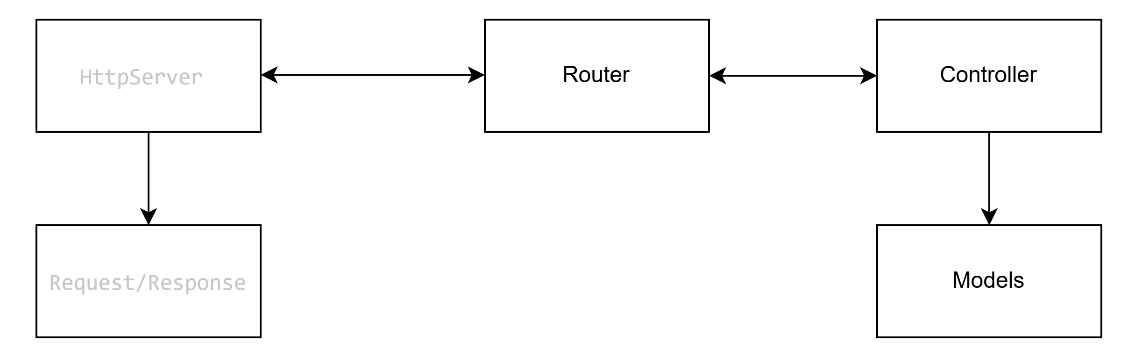 HttpServer
Router
Controller
Request/Response
Models